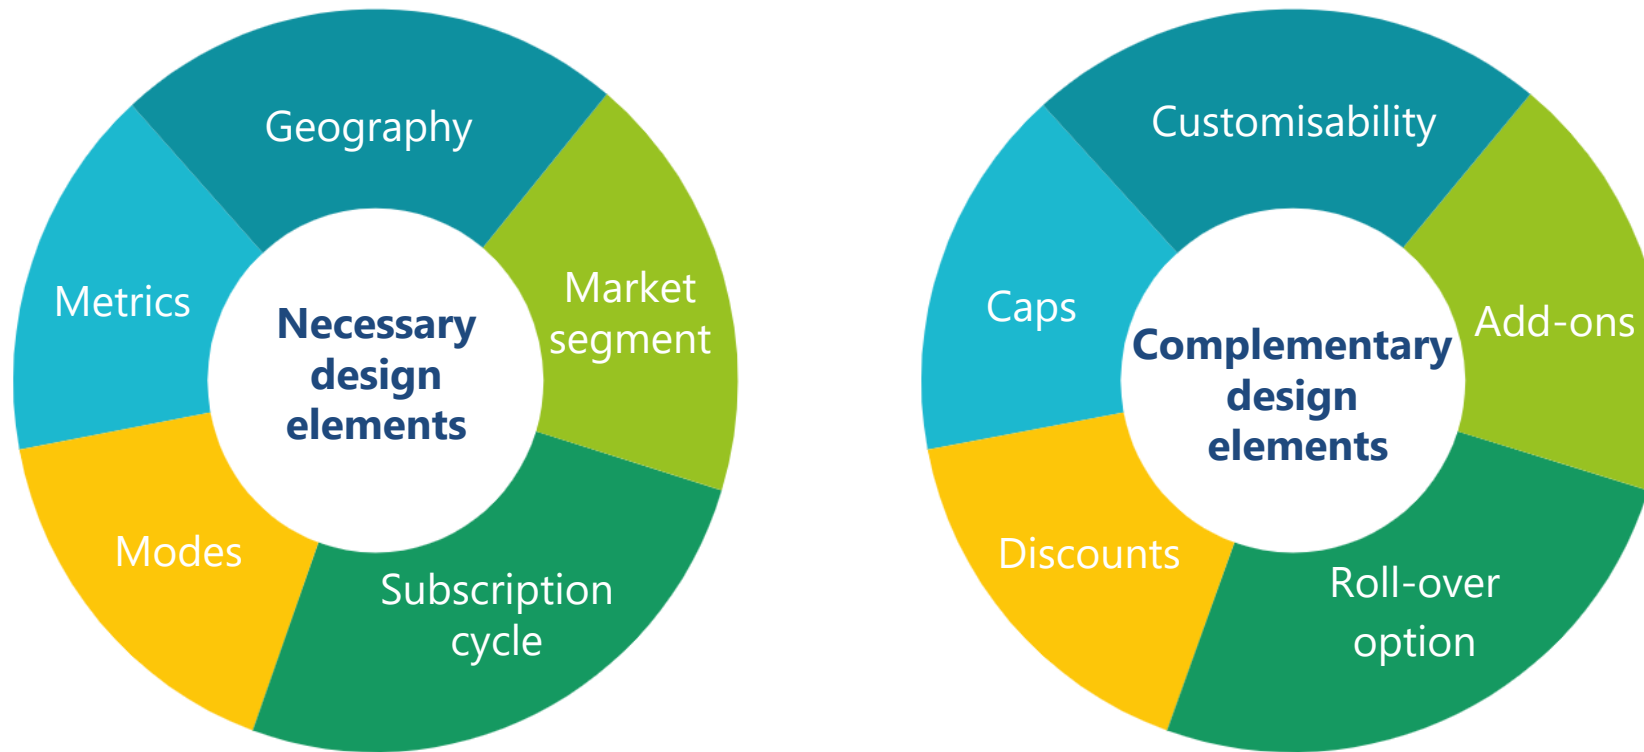 Geography
Market
segment
Subscription
cycle
Modes
Metrics
Necessary
design
elements
Customisability
Add-ons
Roll-over
option
Discounts
Caps
Complementary
design
elements